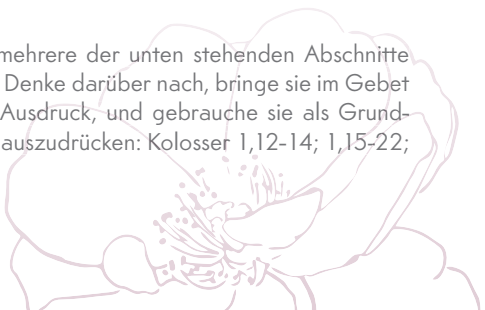 mehrere der unten stehenden Abschnitte
Denke darüber nach, bringe sie im Gebet
Ausdruck, und gebrauche sie als Grund-
auszudrücken: Kolosser 1,12-14; 1,15-22;